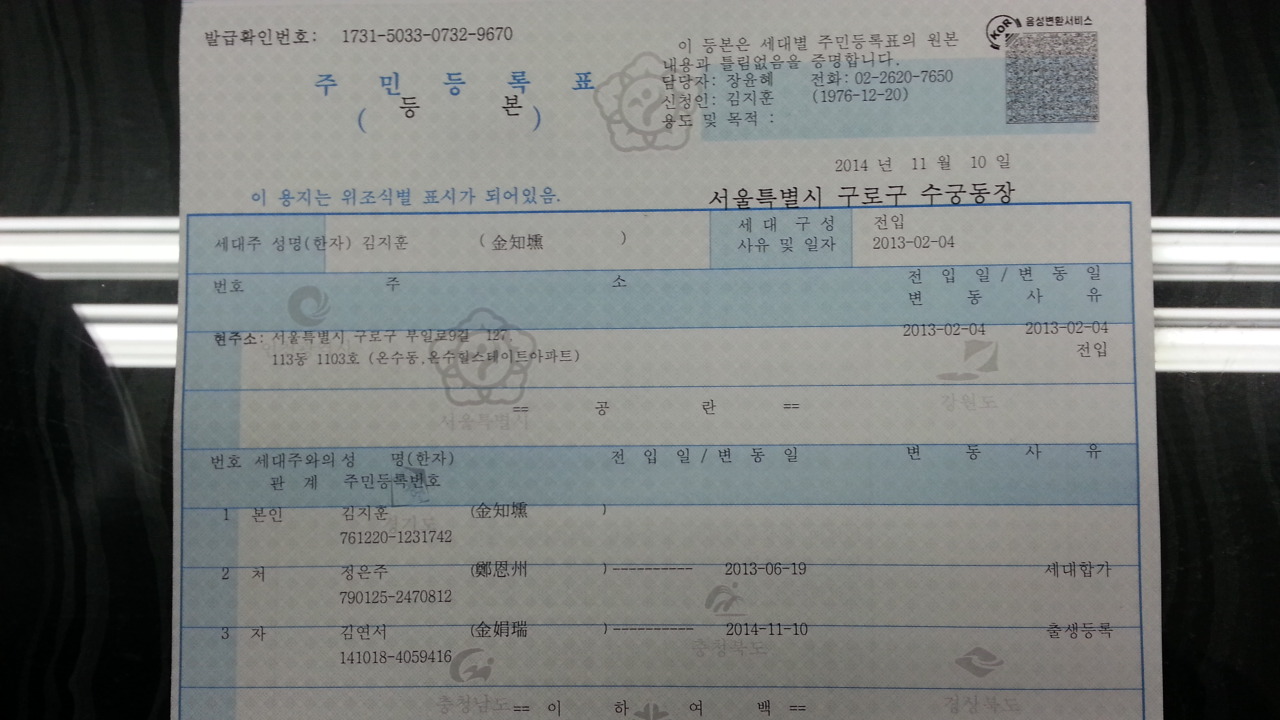 발급확인번호: 1731-5033-0732-9670
음성변환서비스
KOR
주 민 등 록 표
( 등 본 )
이 등본은 세대별 주민등록표의 원본
내용과 틀림없음을 증명합니다.
담당자: 장윤혜 전화: 02-2620-7650
신청인: 김지훈 (1976-12-20)
용도 및 목적 :
2014 년 11 월 10 일
이 용지는 위조식별 표시가 되어있음.
서울특별시 구로구 수궁동장
세대주 성명(한자) 김지훈 (金知壎 )
세 대 구 성 전입
사유 및 일자 2013-02-04
번호 주 소 전 입 일 / 변 동 일
변 동 사 유
현주소: 서울특별시 구로구 부일로9길 127 2013-02-04 2013-02-04
113동 1103호 (온수동,온수힐스테이트아파트) 전입
강원도
== 공 란 ==
서울특별시
번호 세대주와의 성 명(한자) 전 입 일 / 변 동 일 변 동 사 유
관 계 주민등록번호
1 본인 김지훈 (金知壎 )
경기도
761220-1231742
2 처 정은주 (鄭恩州 )---------- 2013-06-19 세대합가
790125-2470812
3 자 김연서 (金娟瑞 )---------- 2014-11-10 출생등록
충청북도
141018-4059416
충청남도
경상북도
== 이 하 여 백 ==